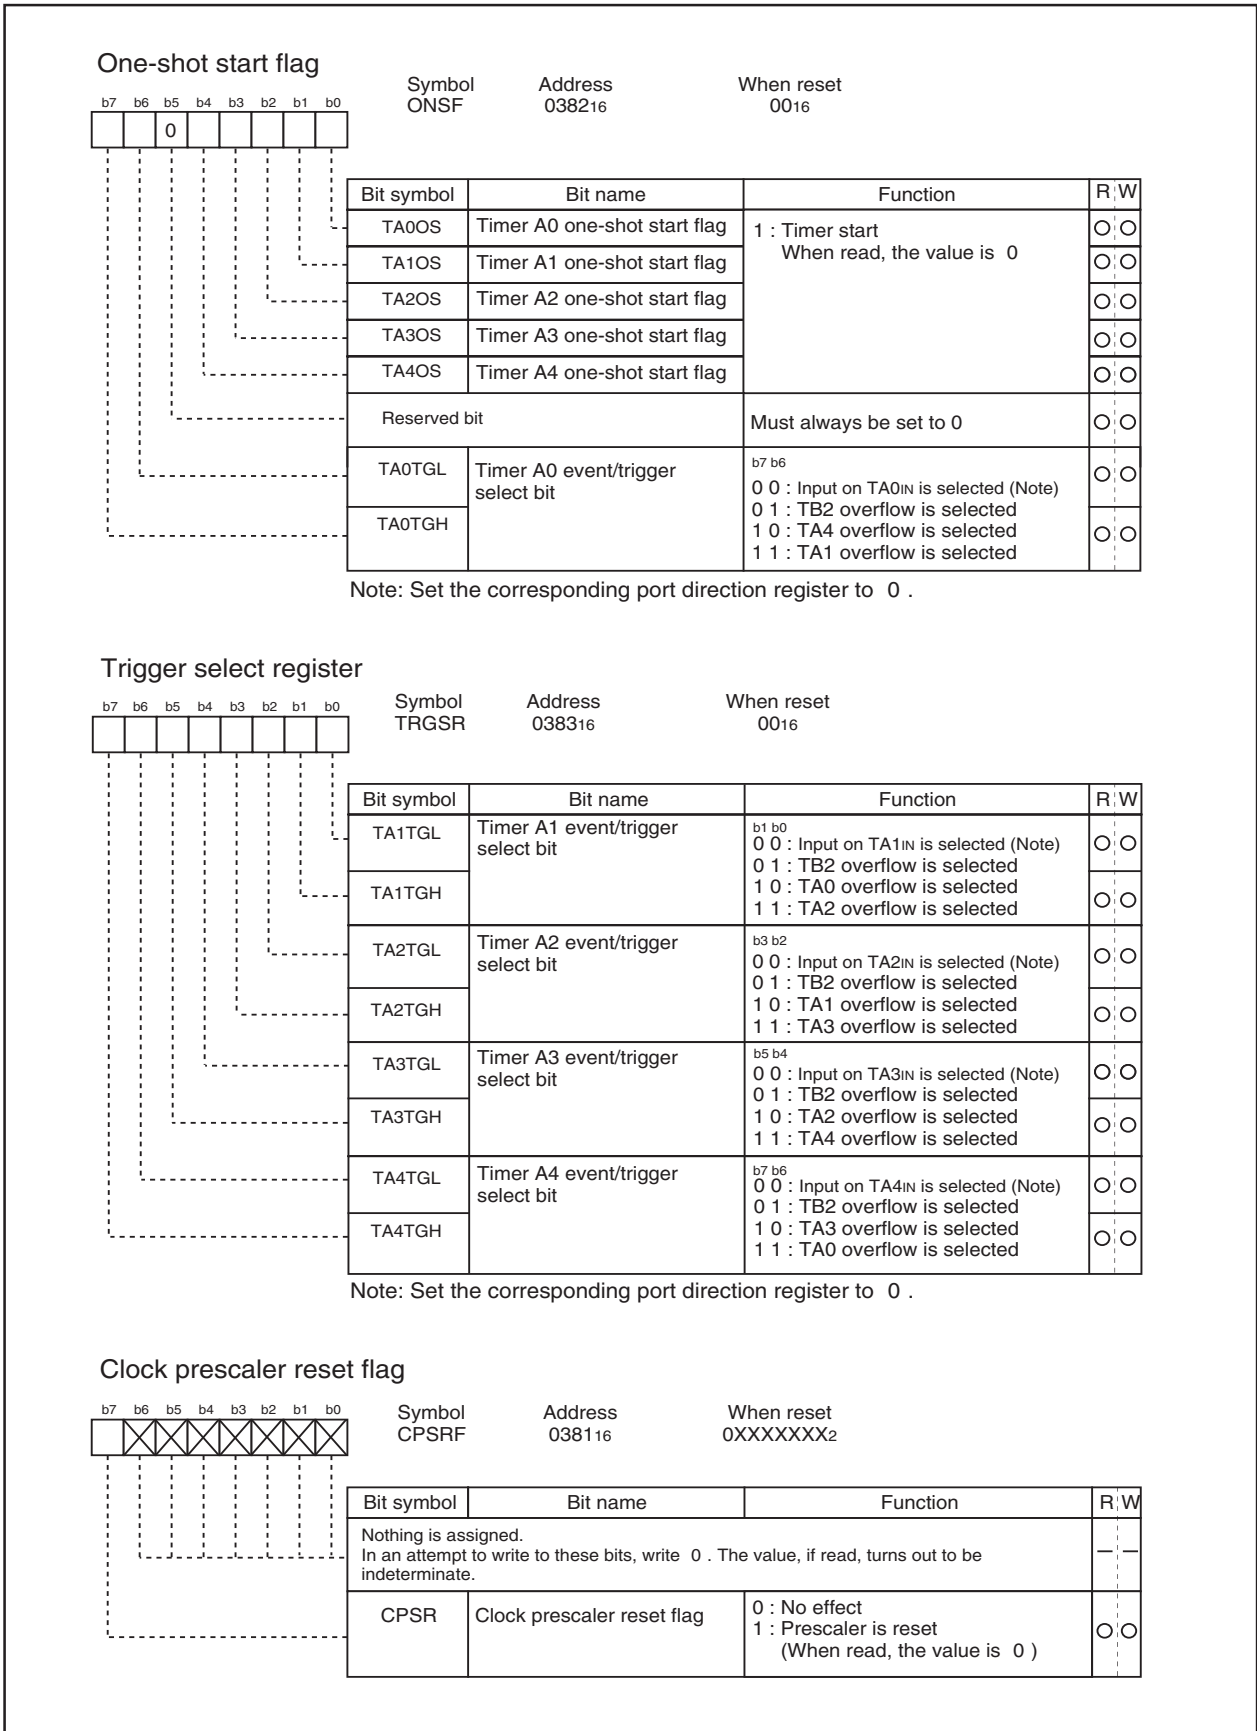 One-shot start flag
Symbol Address When reset
ONSF 038216 0016
b7 b6 b5 b4 b3 b2 b1 b0
0
Bit symbol Bit name Function R W
TA0OS Timer A0 one-shot start flag 1 : Timer start
When read, the value is 0
TA1OS Timer A1 one-shot start flag
TA2OS Timer A2 one-shot start flag
TA3OS Timer A3 one-shot start flag
TA4OS Timer A4 one-shot start flag
Reserved bit Must always be set to 0
TA0TGL Timer A0 event/trigger select bit
TA0TGH
b7 b6
0 0 : Input on TA0IN is selected (Note)
0 1 : TB2 overflow is selected
1 0 : TA4 overflow is selected
1 1 : TA1 overflow is selected
Note: Set the corresponding port direction register to 0 .
Trigger select register
Symbol Address When reset
TRGSR 038316 0016
b7 b6 b5 b4 b3 b2 b1 b0
Bit symbol Bit name Function R W
TA1TGL Timer A1 event/trigger select bit
TA1TGH
b1 b0
0 0 : Input on TA1IN is selected (Note)
0 1 : TB2 overflow is selected
1 0 : TA0 overflow is selected
1 1 : TA2 overflow is selected
TA2TGL Timer A2 event/trigger select bit
TA2TGH
b3 b2
0 0 : Input on TA2IN is selected (Note)
0 1 : TB2 overflow is selected
1 0 : TA1 overflow is selected
1 1 : TA3 overflow is selected
TA3TGL Timer A3 event/trigger select bit
TA3TGH
b5 b4
0 0 : Input on TA3IN is selected (Note)
0 1 : TB2 overflow is selected
1 0 : TA2 overflow is selected
1 1 : TA4 overflow is selected
TA4TGL Timer A4 event/trigger select bit
TA4TGH
b7 b6
0 0 : Input on TA4IN is selected (Note)
0 1 : TB2 overflow is selected
1 0 : TA3 overflow is selected
1 1 : TA0 overflow is selected
Note: Set the corresponding port direction register to 0 .
Clock prescaler reset flag
Symbol Address When reset
CPSRF 038116 0XXXXXXX2
b7 b6 b5 b4 b3 b2 b1 b0
Bit symbol Bit name Function R W
Nothing is assigned.
In an attempt to write to these bits, write 0 . The value, if read, turns out to be
indeterminate.
CPSR Clock prescaler reset flag 0 : No effect
1 : Prescaler is reset
(When read, the value is 0 )